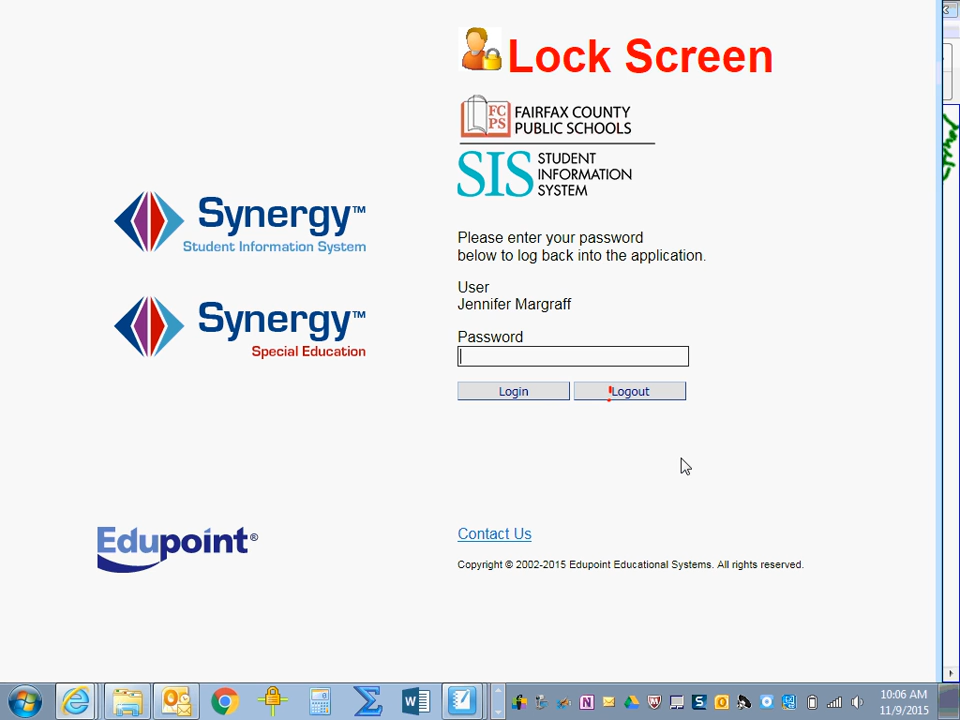 Lock Screen
FC
PS
FAIRFAX COUNTY
PUBLIC SCHOOLS
SIS
STUDENT
INFORMATION
SYSTEM
Synergy™
Student Information System
Synergy™
Special Education
Please enter your password
below to log back into the application.
User
Jennifer Margraff
Password
Login
Logout
Edupoint®
Contact Us
Copyright © 2002-2015 Edupoint Educational Systems. All rights reserved.
10:06 AM
11/9/2015